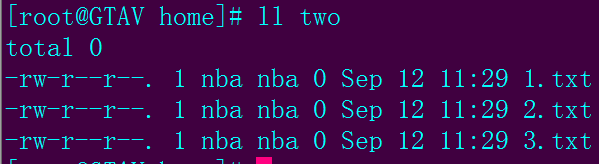 [root@GTAV home]# ll two
total 0
-rw-r--r--. 1 nba nba 0 Sep 12 11:29 1.txt
-rw-r--r--. 1 nba nba 0 Sep 12 11:29 2.txt
-rw-r--r--. 1 nba nba 0 Sep 12 11:29 3.txt